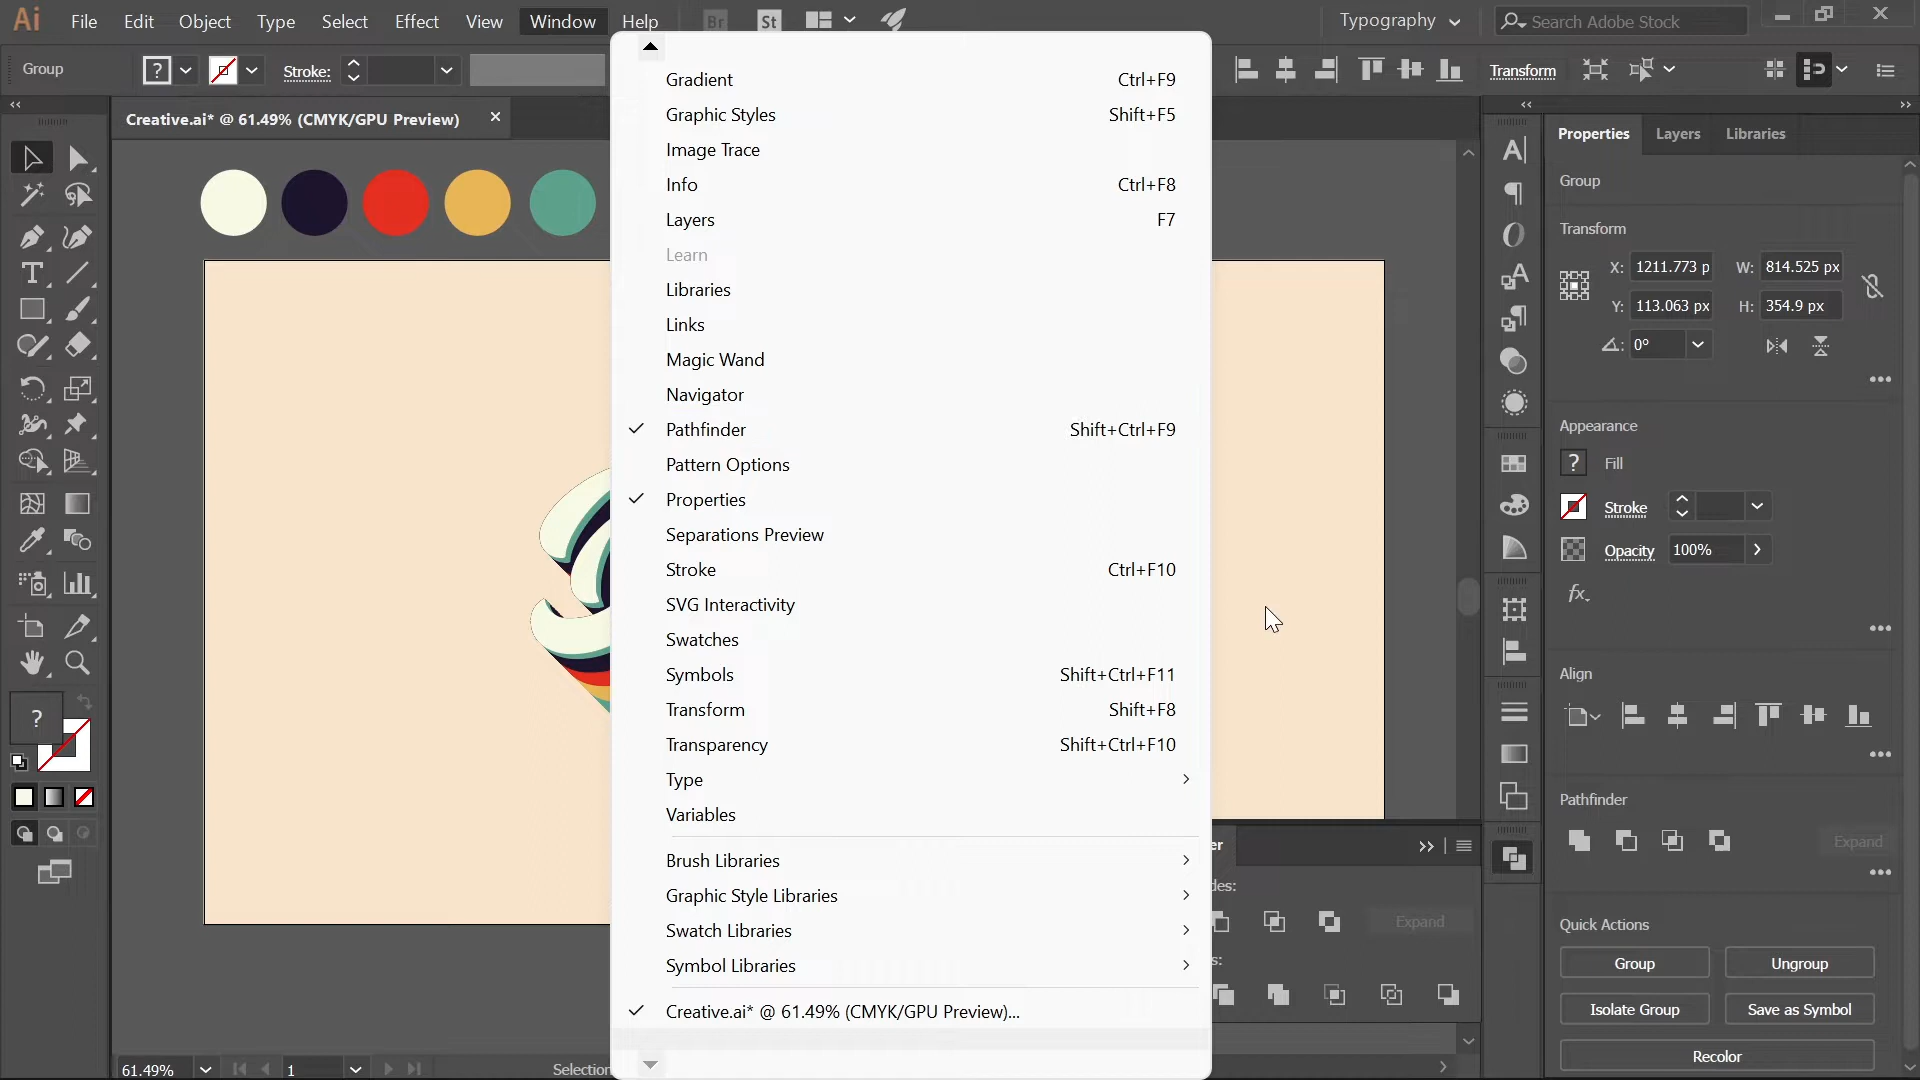 Ai File Edit Object Type Select Effect View Window Help Br St Typography Search Adobe Stock
Group ? Stroke: Transform
Creative.ai* @ 61.49% (CMYK/GPU Preview)
Gradient Ctrl+F9
Graphic Styles Shift+F5
Image Trace
Info Ctrl+F8
Layers F7
Learn
Libraries
Links
Magic Wand
Navigator
Pathfinder Shift+Ctrl+F9
Pattern Options
Properties
Separations Preview
Stroke Ctrl+F10
SVG Interactivity
Swatches
Symbols Shift+Ctrl+F11
Transform Shift+F8
Transparency Shift+Ctrl+F10
Type
Variables
Brush Libraries
Graphic Style Libraries
Swatch Libraries
Symbol Libraries
Creative.ai* @ 61.49% (CMYK/GPU Preview)...
Properties Layers Libraries
Group
Transform
X: 1211.773 p W: 814.525 px
Y: 113.063 px H: 354.9 px
0°
Appearance
? Fill
Stroke
Opacity 100%
fx.
Align
Pathfinder
Expand
Quick Actions
Group Ungroup
Isolate Group Save as Symbol
Recolor
er
des:
Expand
s:
?
61.49% 1 Selection